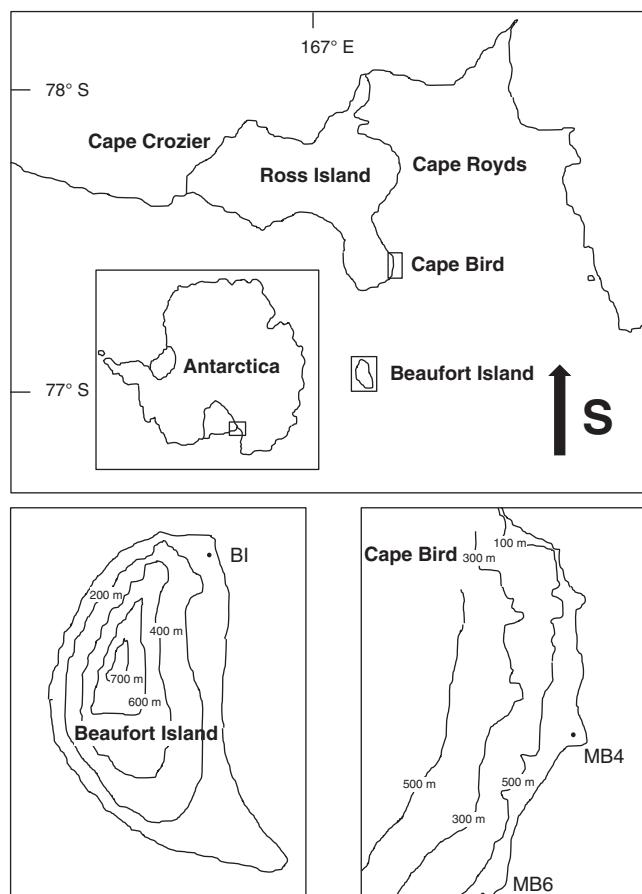 167° E
78° S
Cape Crozier
Ross Island
Cape Royds
Cape Bird
Antarctica
Beaufort Island
77° S
S
BI
200 m
400 m
700 m
600 m
Beaufort Island
100 m
Cape Bird
300 m
MB4
500 m
500 m
300 m
MB6